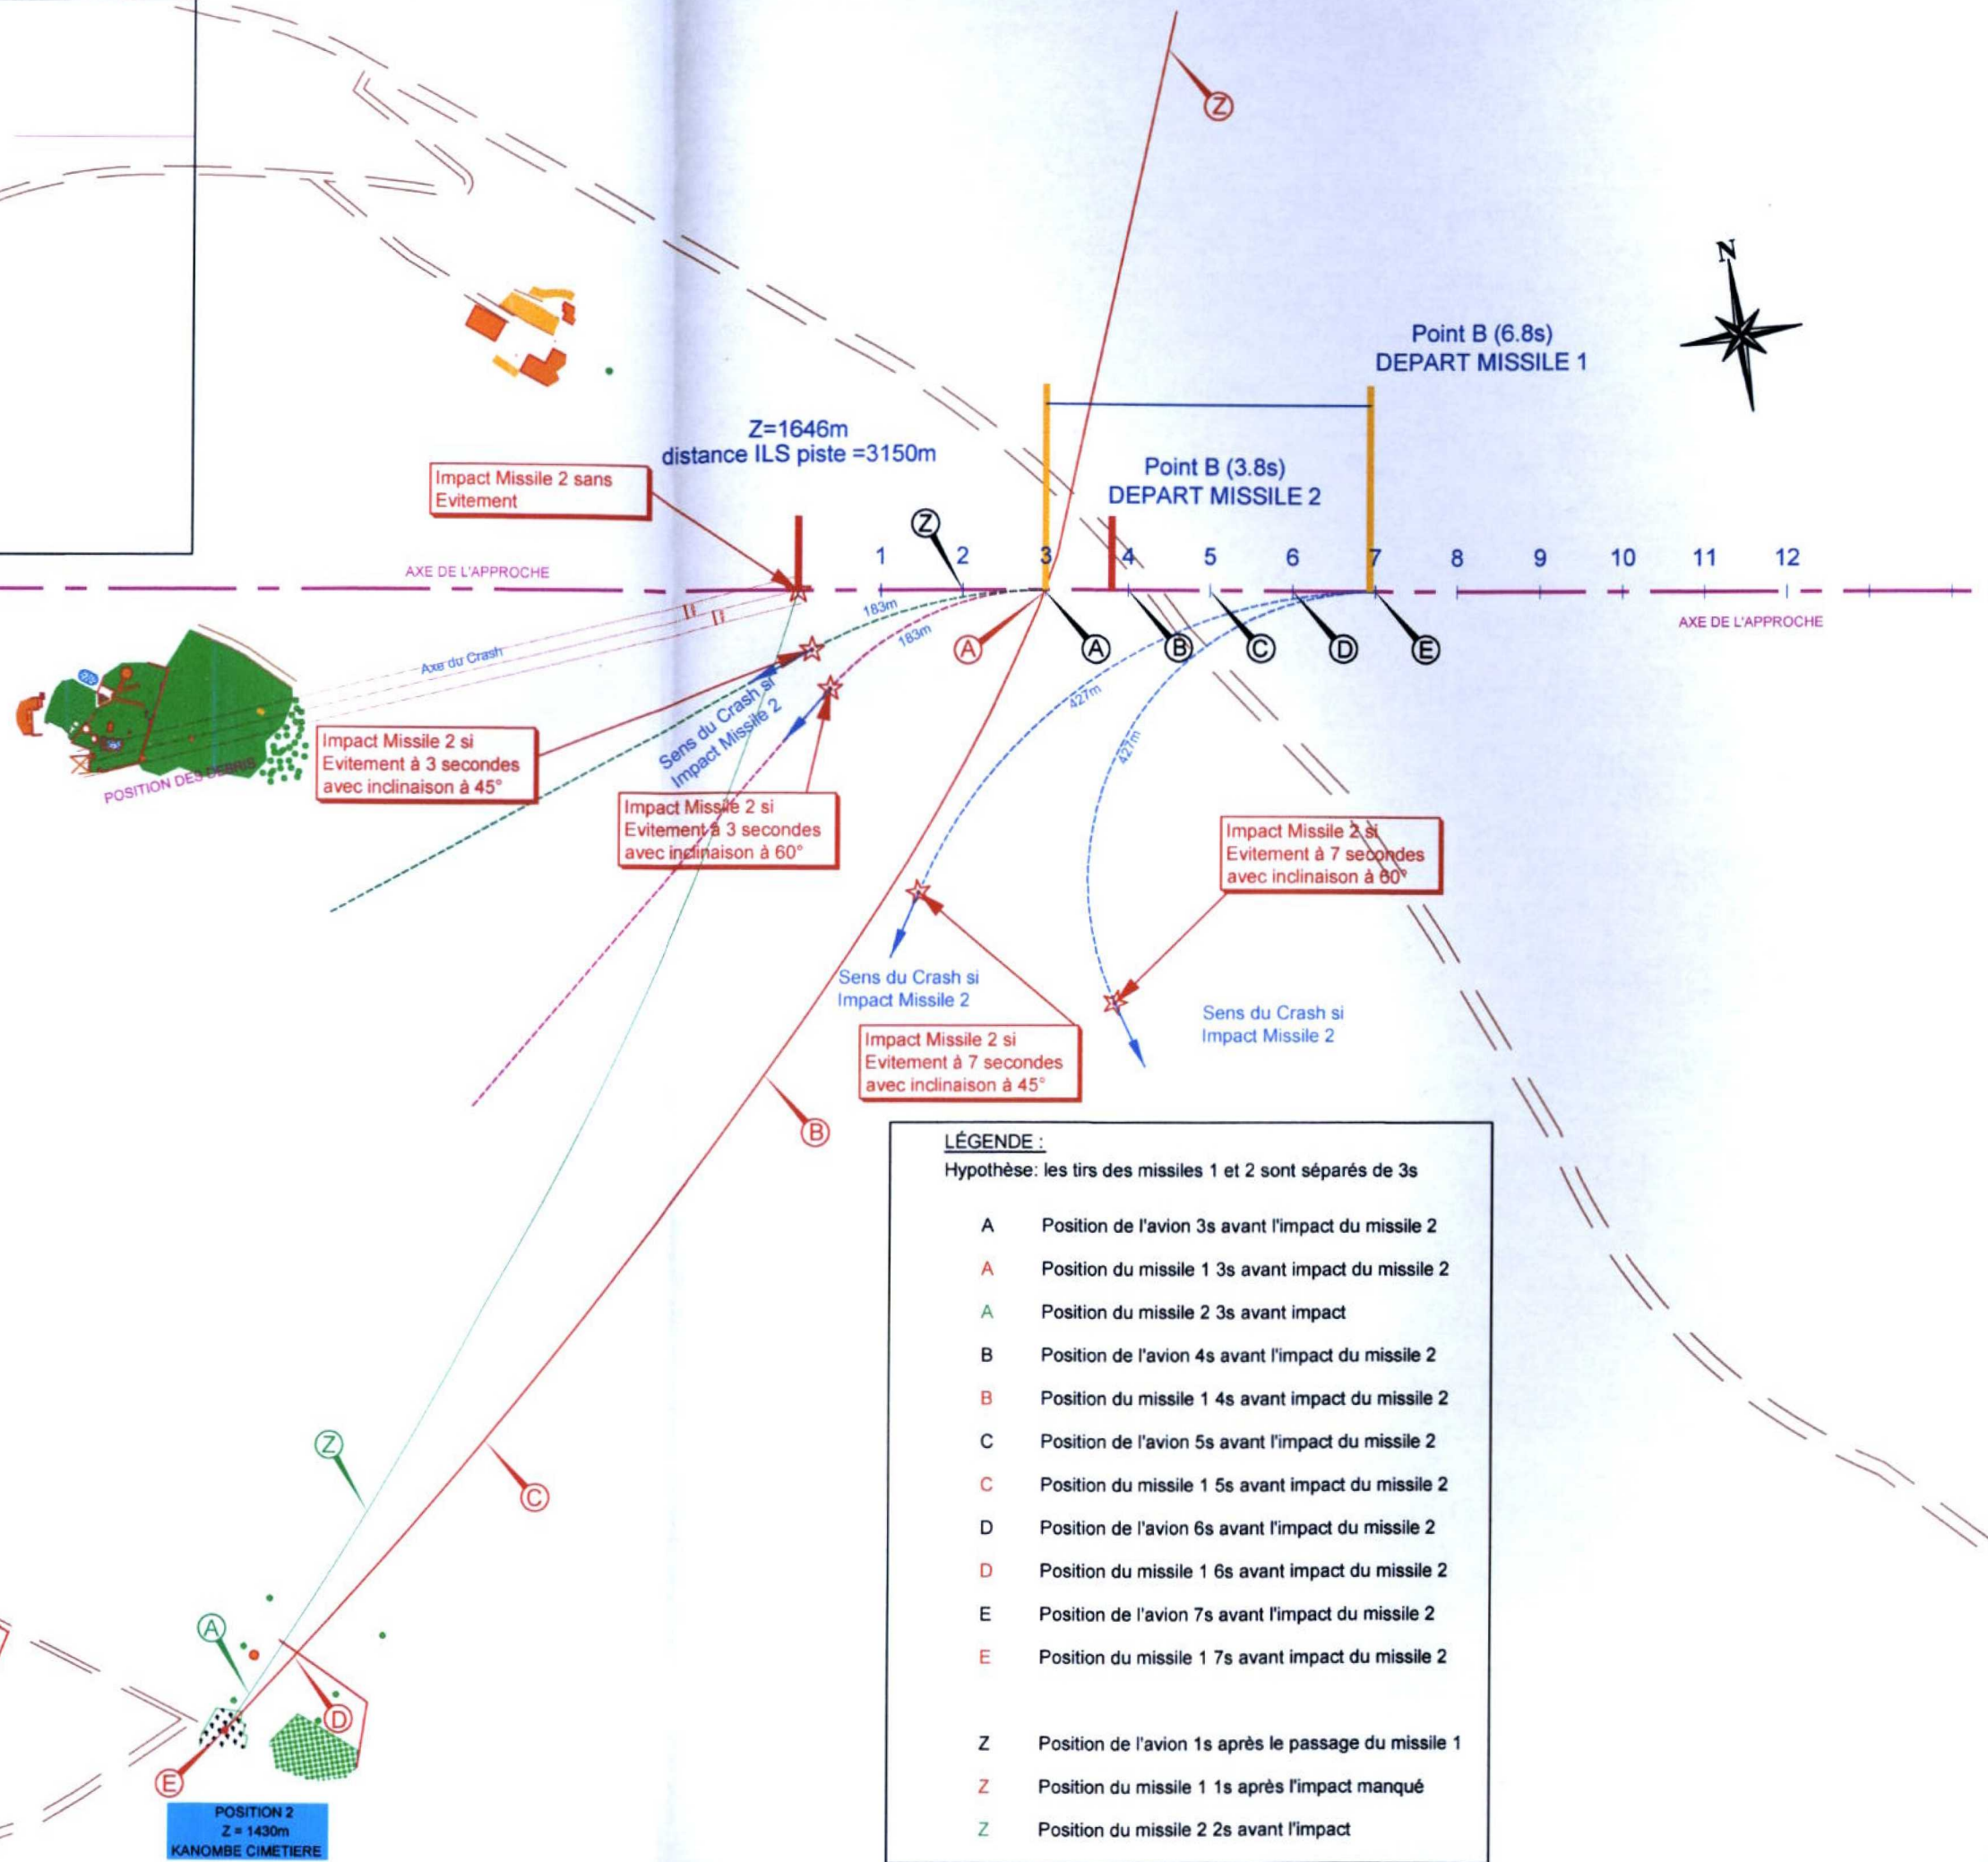 Z
N
Point B (6.8s)
DEPART MISSILE 1
Z=1646m
distance ILS piste =3150m
Point B (3.8s)
DEPART MISSILE 2
Impact Missile 2 sans
Evitement
Z
1 2 3 4 5 6 7 8 9 10 11 12
AXE DE L'APPROCHE
AXE DE L'APPROCHE
183m
183m
A
A
B
C
D
E
Axe du Crash
427m
427m
Sens du Crash si
Impact Missile 2
POSITION DES DEBRIS
Impact Missile 2 si
Evitement à 3 secondes
avec inclinaison à 45°
Impact Missile 2 si
Evitement à 3 secondes
avec inclinaison à 60°
Impact Missile 2 si
Evitement à 7 secondes
avec inclinaison à 60°
Sens du Crash si
Impact Missile 2
Sens du Crash si
Impact Missile 2
Impact Missile 2 si
Evitement à 7 secondes
avec inclinaison à 45°
B
C
Z
A
D
E
POSITION 2
Z = 1430m
KANOMBE CIMETIERE
LÉGENDE :
Hypothèse: les tirs des missiles 1 et 2 sont séparés de 3s
A Position de l'avion 3s avant l'impact du missile 2
A Position du missile 1 3s avant impact du missile 2
A Position du missile 2 3s avant impact
B Position de l'avion 4s avant l'impact du missile 2
B Position du missile 1 4s avant impact du missile 2
C Position de l'avion 5s avant l'impact du missile 2
C Position du missile 1 5s avant impact du missile 2
D Position de l'avion 6s avant l'impact du missile 2
D Position du missile 1 6s avant impact du missile 2
E Position de l'avion 7s avant l'impact du missile 2
E Position du missile 1 7s avant impact du missile 2
Z Position de l'avion 1s après le passage du missile 1
Z Position du missile 1 1s après l'impact manqué
Z Position du missile 2 2s avant l'impact